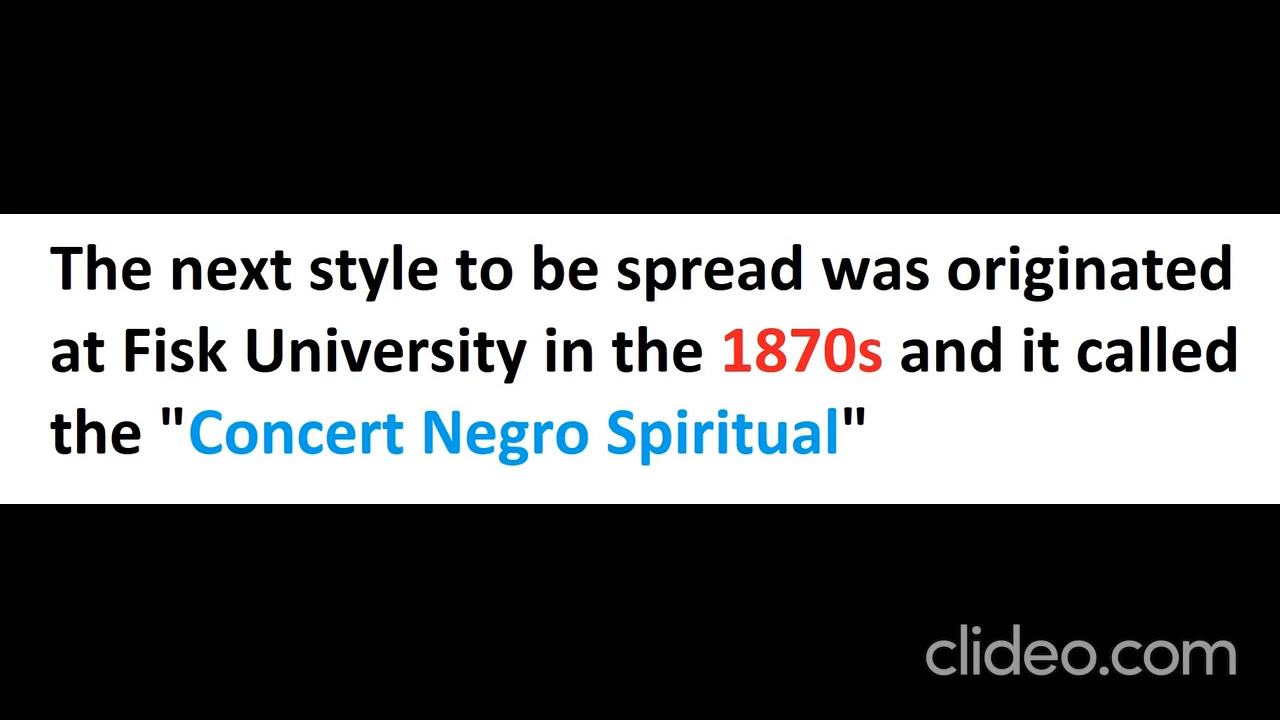 The next style to be spread was originated
at Fisk University in the 1870s and it called
the "Concert Negro Spiritual"
clideo.com